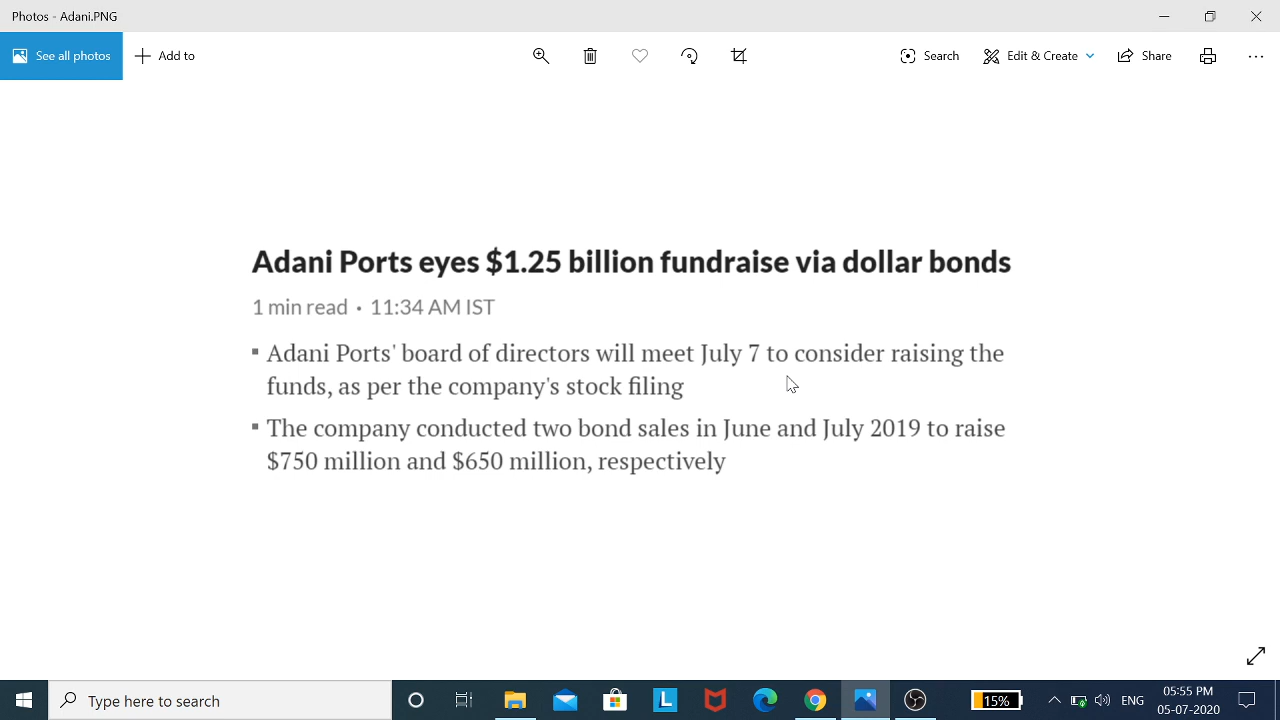 Photos - Adani.PNG
See all photos
Add to
Search
Edit & Create
Share
Adani Ports eyes $1.25 billion fundraise via dollar bonds
1 min read • 11:34 AM IST
Adani Ports' board of directors will meet July 7 to consider raising the
funds, as per the company's stock filing
The company conducted two bond sales in June and July 2019 to raise
$750 million and $650 million, respectively
Type here to search
L
15%
ENG
05:55 PM
05-07-2020